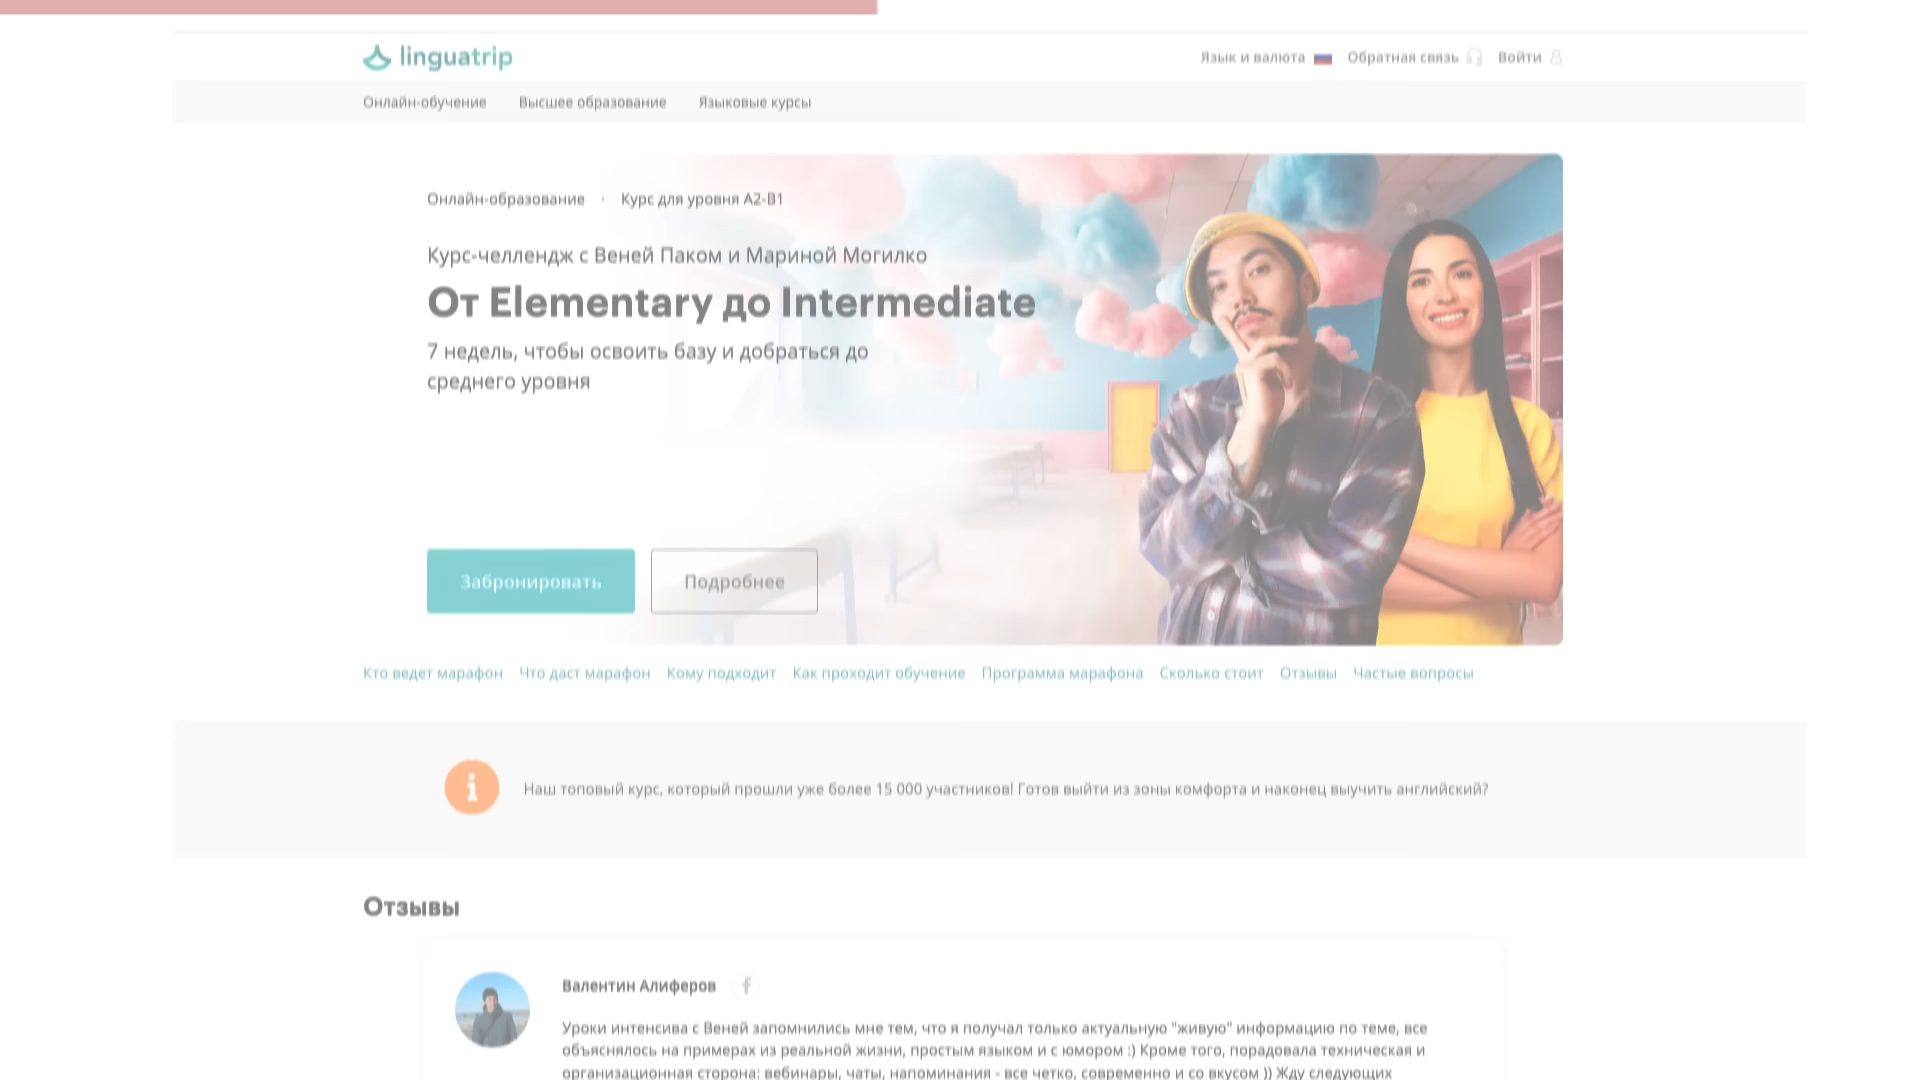 linguatrip
Язык и валюта
Обратная связь
Войти
Онлайн-обучение
Высшее образование
Языковые курсы
Онлайн-образование · Курс для уровня A2-B1
Курс-челлендж с Веней Паком и Мариной Могилко
От Elementary до Intermediate
7 недель, чтобы освоить базу и добраться до
среднего уровня
Забронировать
Подробнее
Кто ведет марафон
Что даст марафон
Кому подходит
Как проходит обучение
Программа марафона
Сколько стоит
Отзывы
Частые вопросы
Наш топовый курс, который прошли уже более 15 000 участников! Готов выйти из зоны комфорта и наконец выучить английский?
Отзывы
Валентин Алиферов
Уроки интенсива с Веней запомнились мне тем, что я получал только актуальную "живую" информацию по теме, все
объяснялось на примерах из реальной жизни, простым языком и с юмором :) Кроме того, порадовала техническая и
организационная сторона: вебинары, чаты, напоминания - все четко, современно и со вкусом )) Жду следующих